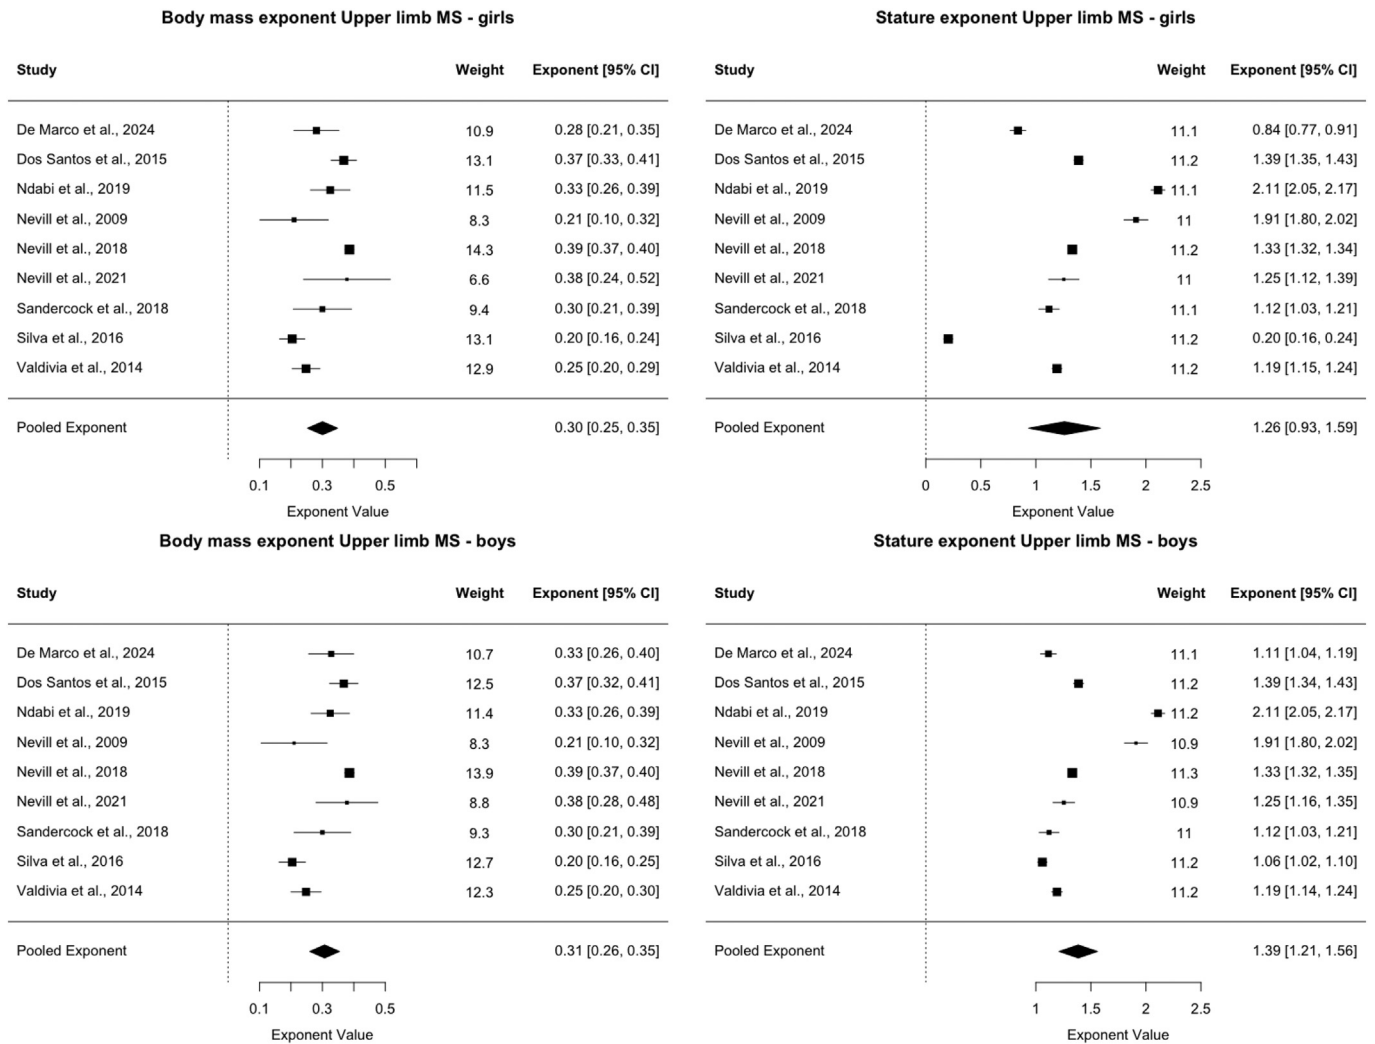 Body mass exponent Upper limb MS - girls
Study Weight Exponent [95% CI]
De Marco et al., 2024 10.9 0.28 [0.21, 0.35]
Dos Santos et al., 2015 13.1 0.37 [0.33, 0.41]
Ndabi et al., 2019 11.5 0.33 [0.26, 0.39]
Nevill et al., 2009 8.3 0.21 [0.10, 0.32]
Nevill et al., 2018 14.3 0.39 [0.37, 0.40]
Nevill et al., 2021 6.6 0.38 [0.24, 0.52]
Sandercock et al., 2018 9.4 0.30 [0.21, 0.39]
Silva et al., 2016 13.1 0.20 [0.16, 0.24]
Valdivia et al., 2014 12.9 0.25 [0.20, 0.29]
Pooled Exponent 0.30 [0.25, 0.35]
0.1 0.3 0.5
Exponent Value
Stature exponent Upper limb MS - girls
Study Weight Exponent [95% CI]
De Marco et al., 2024 11.1 0.84 [0.77, 0.91]
Dos Santos et al., 2015 11.2 1.39 [1.35, 1.43]
Ndabi et al., 2019 11.1 2.11 [2.05, 2.17]
Nevill et al., 2009 11 1.91 [1.80, 2.02]
Nevill et al., 2018 11.2 1.33 [1.32, 1.34]
Nevill et al., 2021 11 1.25 [1.12, 1.39]
Sandercock et al., 2018 11.1 1.12 [1.03, 1.21]
Silva et al., 2016 11.2 0.20 [0.16, 0.24]
Valdivia et al., 2014 11.2 1.19 [1.15, 1.24]
Pooled Exponent 1.26 [0.93, 1.59]
0 0.5 1 1.5 2 2.5
Exponent Value
Body mass exponent Upper limb MS - boys
Study Weight Exponent [95% CI]
De Marco et al., 2024 10.7 0.33 [0.26, 0.40]
Dos Santos et al., 2015 12.5 0.37 [0.32, 0.41]
Ndabi et al., 2019 11.4 0.33 [0.26, 0.39]
Nevill et al., 2009 8.3 0.21 [0.10, 0.32]
Nevill et al., 2018 13.9 0.39 [0.37, 0.40]
Nevill et al., 2021 8.8 0.38 [0.28, 0.48]
Sandercock et al., 2018 9.3 0.30 [0.21, 0.39]
Silva et al., 2016 12.7 0.20 [0.16, 0.25]
Valdivia et al., 2014 12.3 0.25 [0.20, 0.30]
Pooled Exponent 0.31 [0.26, 0.35]
0.1 0.3 0.5
Exponent Value
Stature exponent Upper limb MS - boys
Study Weight Exponent [95% CI]
De Marco et al., 2024 11.1 1.11 [1.04, 1.19]
Dos Santos et al., 2015 11.2 1.39 [1.34, 1.43]
Ndabi et al., 2019 11.2 2.11 [2.05, 2.17]
Nevill et al., 2009 10.9 1.91 [1.80, 2.02]
Nevill et al., 2018 11.3 1.33 [1.32, 1.35]
Nevill et al., 2021 10.9 1.25 [1.16, 1.35]
Sandercock et al., 2018 11 1.12 [1.03, 1.21]
Silva et al., 2016 11.2 1.06 [1.02, 1.10]
Valdivia et al., 2014 11.2 1.19 [1.14, 1.24]
Pooled Exponent 1.39 [1.21, 1.56]
1 1.5 2 2.5
Exponent Value